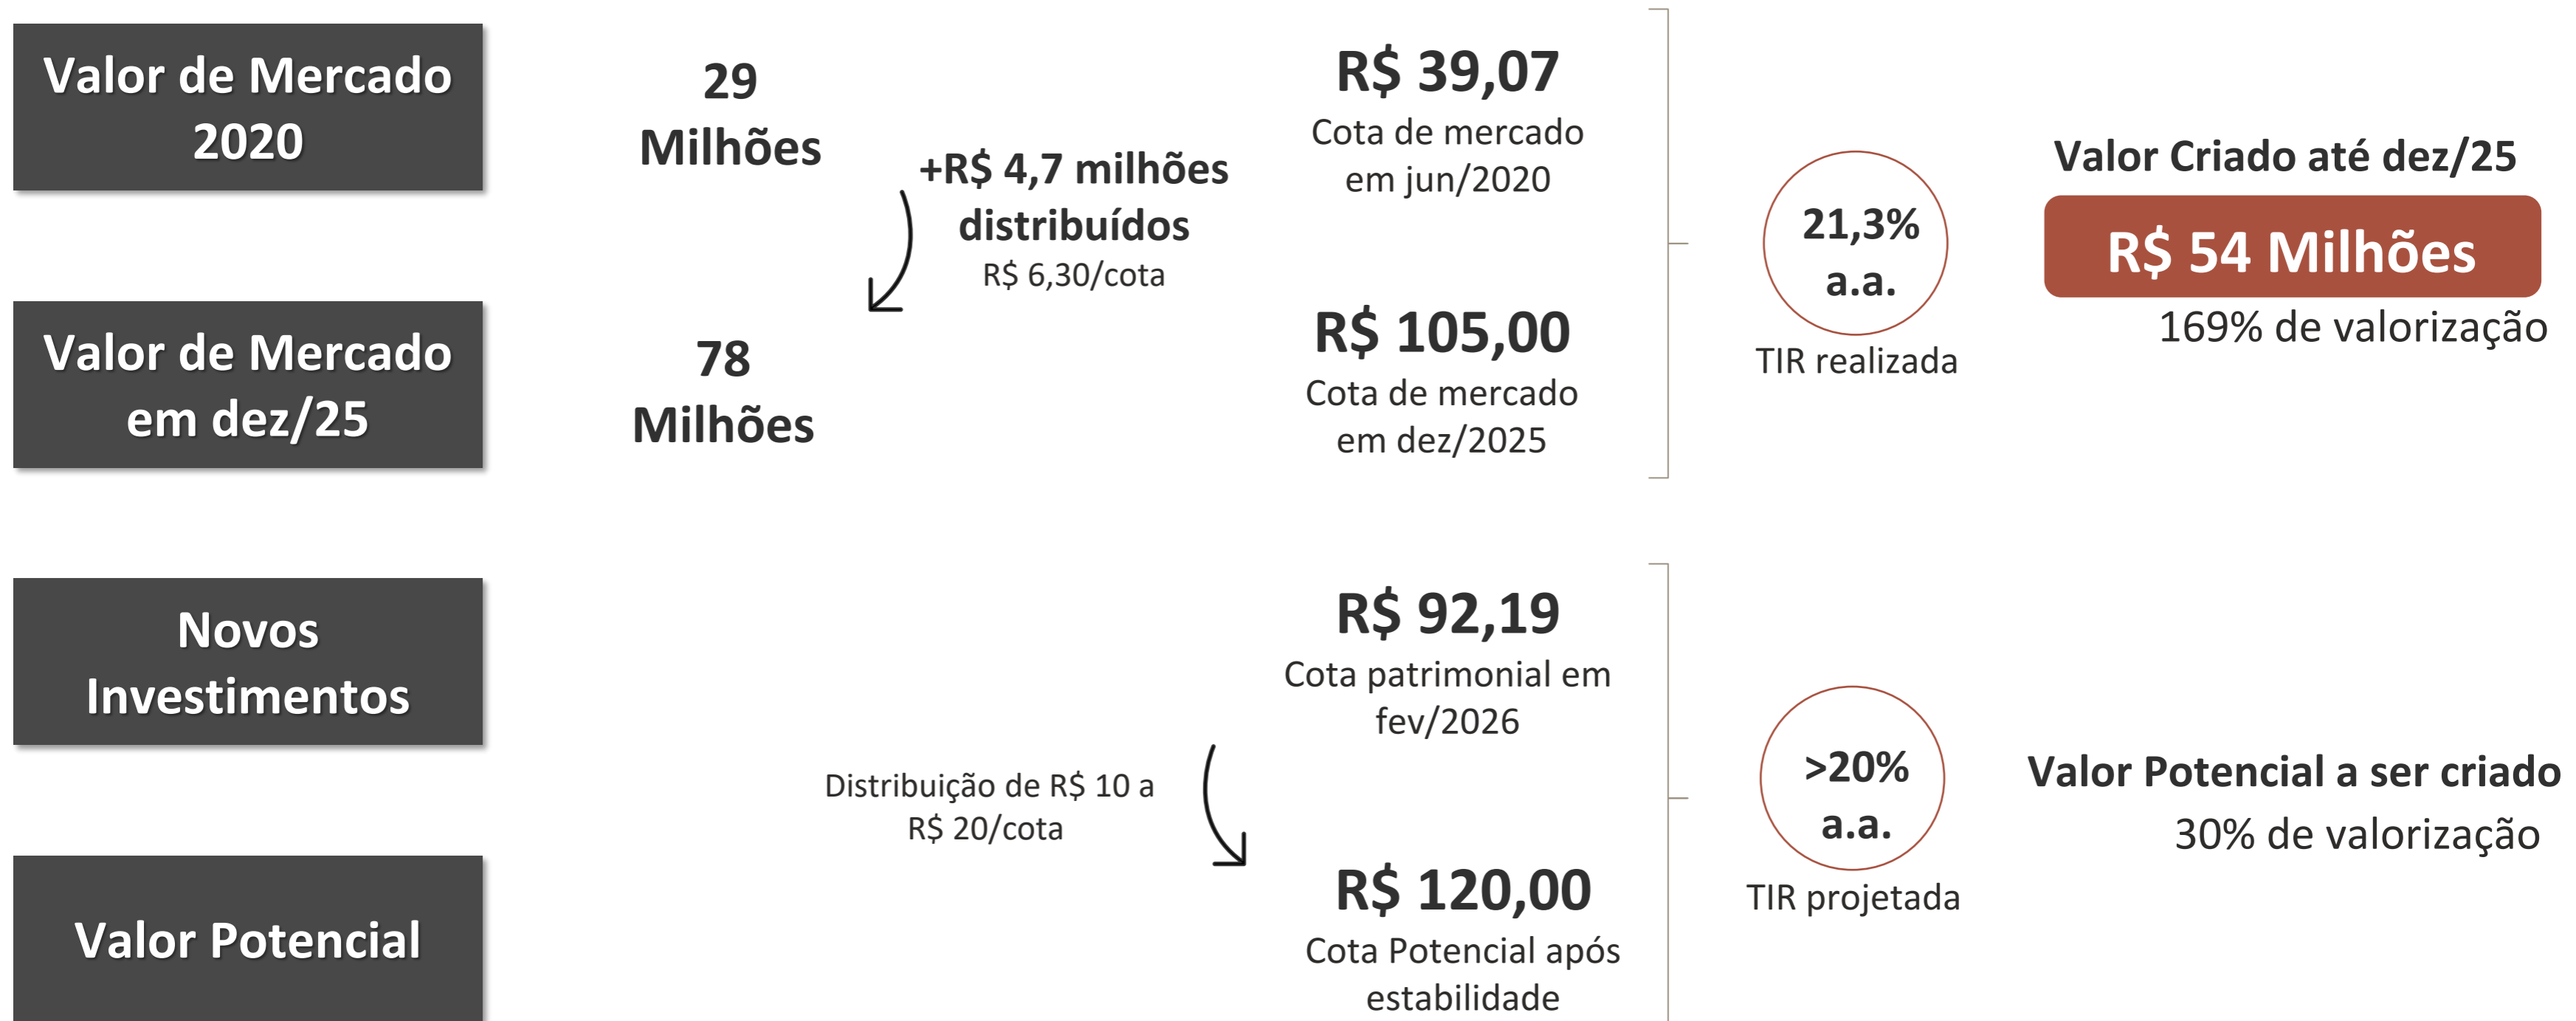 Valor de Mercado
2020
29
Milhões
+R$ 4,7 milhões
distribuídos
R$ 6,30/cota
R$ 39,07
Cota de mercado
em jun/2020
Valor de Mercado
em dez/25
78
Milhões
R$ 105,00
Cota de mercado
em dez/2025
21,3%
a.a.
TIR realizada
Valor Criado até dez/25
R$ 54 Milhões
169% de valorização
Novos
Investimentos
R$ 92,19
Cota patrimonial em
fev/2026
Distribuição de R$ 10 a
R$ 20/cota
Valor Potencial
R$ 120,00
Cota Potencial após
estabilidade
>20%
a.a.
TIR projetada
Valor Potencial a ser criado
30% de valorização